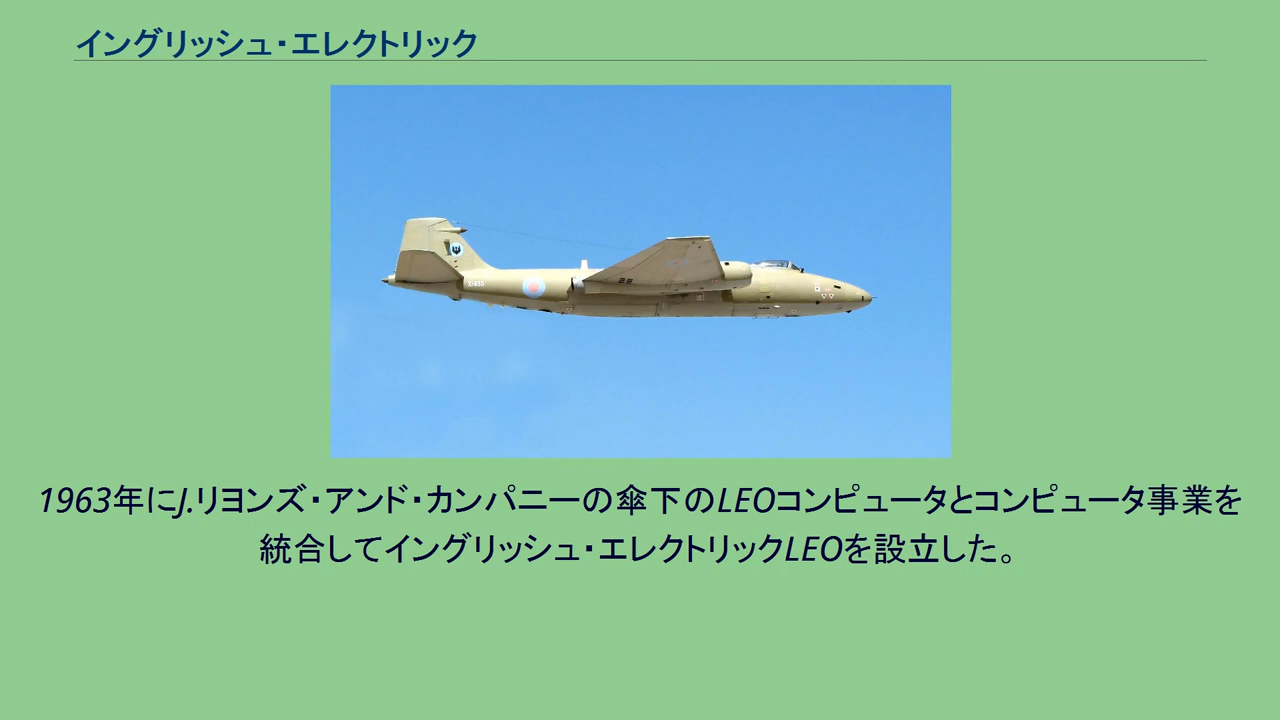 イングリッシュ・エレクトリック
1963年にJ.リヨンズ・アンド・カンパニーの傘下のLEOコンピュータとコンピュータ事業を
統合してイングリッシュ・エレクトリックLEOを設立した。